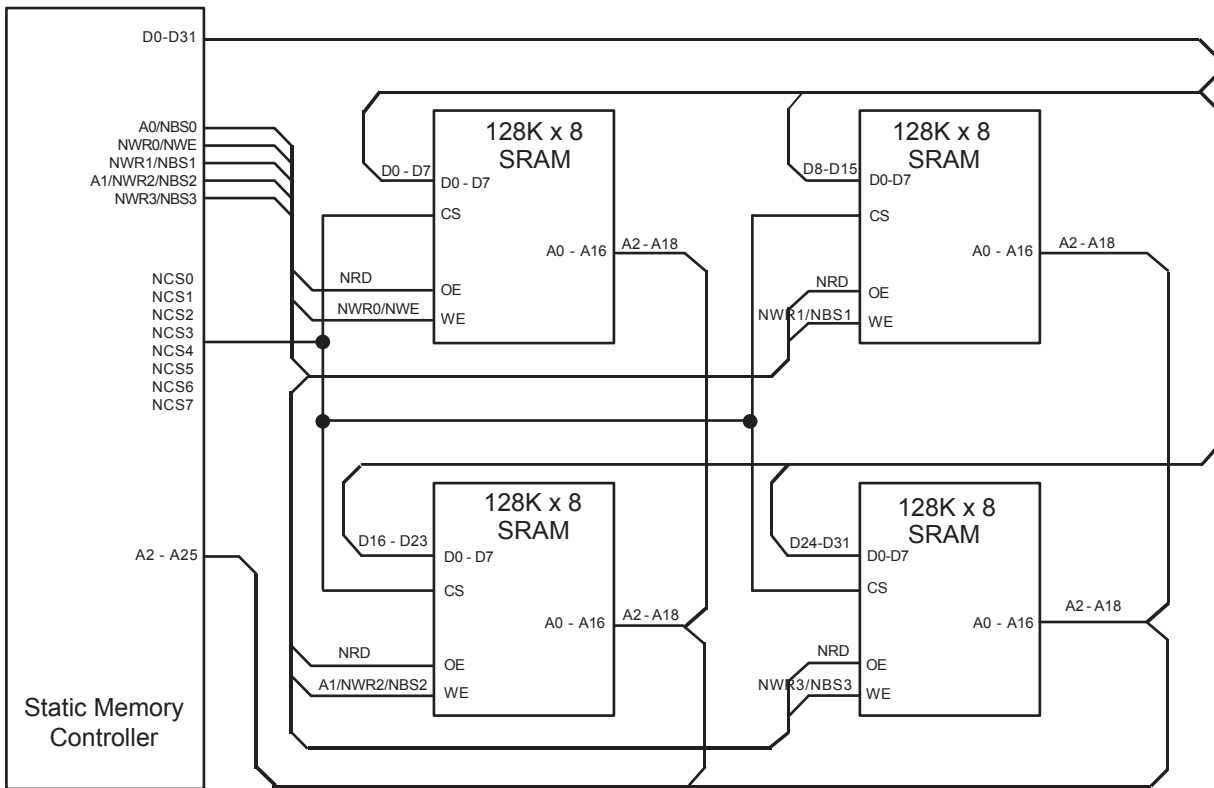 D0-D31
A0/NBS0
NWR0/NWE
NWR1/NBS1
A1/NWR2/NBS2
NWR3/NBS3
NCS0
NCS1
NCS2
NCS3
NCS4
NCS5
NCS6
NCS7
A2 - A25
Static Memory
Controller
128K x 8
SRAM
D0 - D7
D0 - D7
CS
A0 - A16
A2 - A18
NRD
OE
NWR0/NWE
WE
128K x 8
SRAM
D8-D15
D0-D7
CS
A0 - A16
A2 - A18
NRD
OE
NWR1/NBS1
WE
128K x 8
SRAM
D16 - D23
D0 - D7
CS
A0 - A16
A2 - A18
NRD
OE
A1/NWR2/NBS2
WE
128K x 8
SRAM
D24-D31
D0-D7
CS
A0 - A16
A2 - A18
NRD
OE
NWR3/NBS3
WE